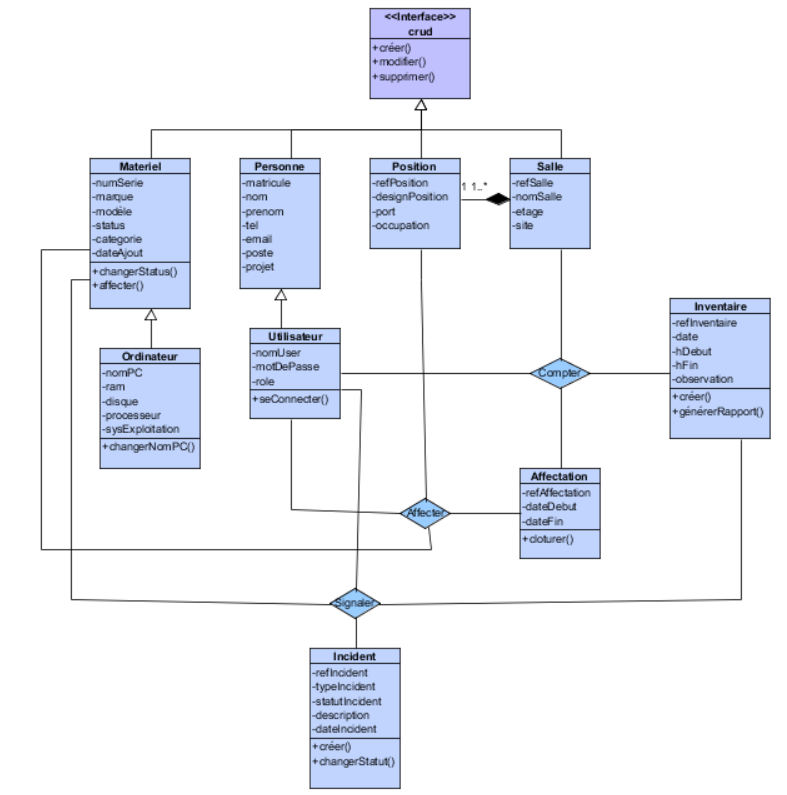 <<Interface>>
crud
+créer()
+modifier()
+supprimer()
Materiel
-numSerie
-marque
-modèle
-status
-categorie
-dateAjout
+changerStatus()
+affecter()
Personne
-matricule
-nom
-prenom
-tel
-email
-poste
-projet
Position
-refPosition
-designPosition
-port
-occupation
1 1..*
Salle
-refSalle
-nomSalle
-etage
-site
Ordinateur
-nomPC
-ram
-disque
-processeur
-sysExploitation
+changerNomPC()
Utilisateur
-nomUser
-motDePasse
-role
+seConnecter()
Compter
Inventaire
-refInventaire
-date
-hDebut
-hFin
-observation
+créer()
+générerRapport()
Affecter
Affectation
-refAffectation
-dateDebut
-dateFin
+cloturer()
Signaler
Incident
-refIncident
-typeIncident
-statutIncident
-description
-dateIncident
+créer()
+changerStatut()